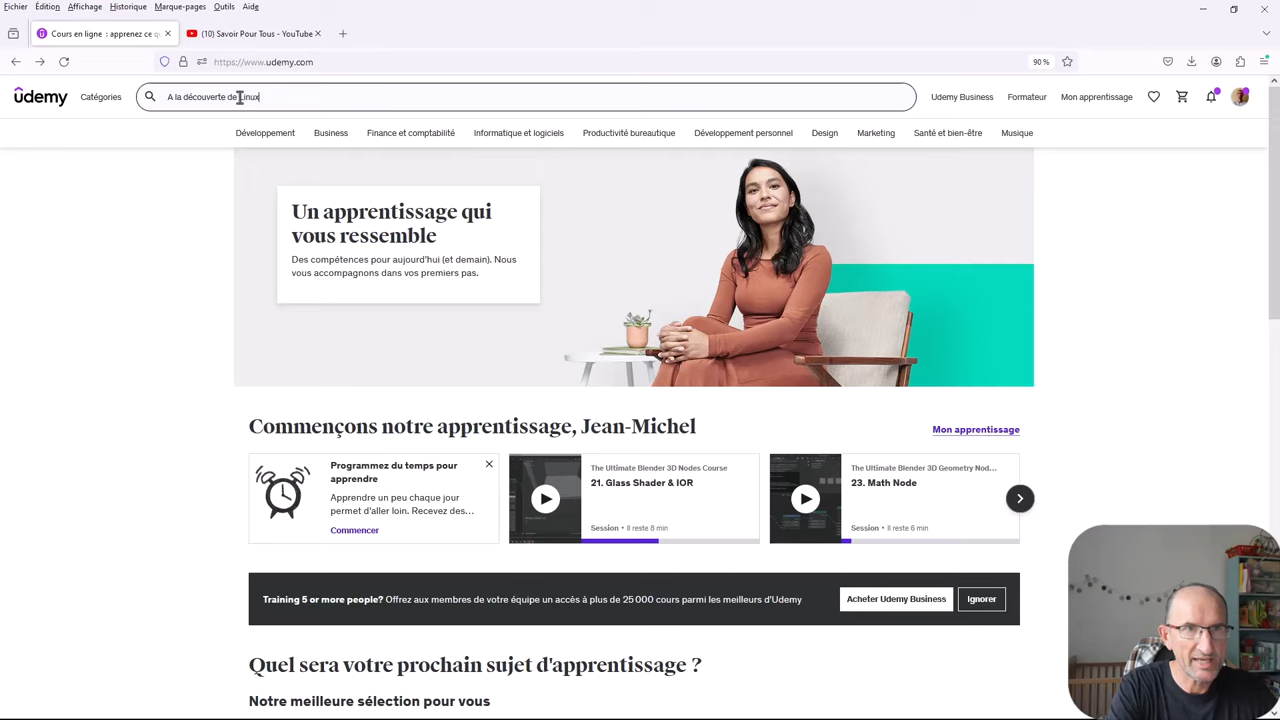 Fichier Édition Affichage Historique Marque-pages Outils Aide
Cours en ligne : apprenez ce q
(10) Savoir Pour Tous - YouTube
https://www.udemy.com
90 %
ûdemy
Catégories
A la découverte de Linux
Udemy Business
Formateur
Mon apprentissage
Développement
Business
Finance et comptabilité
Informatique et logiciels
Productivité bureautique
Développement personnel
Design
Marketing
Santé et bien-être
Musique
Un apprentissage qui
vous ressemble
Des compétences pour aujourd'hui (et demain). Nous
vous accompagnons dans vos premiers pas.
Commençons notre apprentissage, Jean-Michel
Mon apprentissage
Programmez du temps pour
apprendre
Apprendre un peu chaque jour
permet d'aller loin. Recevez des...
Commencer
The Ultimate Blender 3D Nodes Course
21. Glass Shader & IOR
Session • Il reste 8 min
The Ultimate Blender 3D Geometry Nod...
23. Math Node
Session • Il reste 6 min
Training 5 or more people? Offrez aux membres de votre équipe un accès à plus de 25 000 cours parmi les meilleurs d'Udemy
Acheter Udemy Business
Ignorer
Quel sera votre prochain sujet d'apprentissage ?
Notre meilleure sélection pour vous